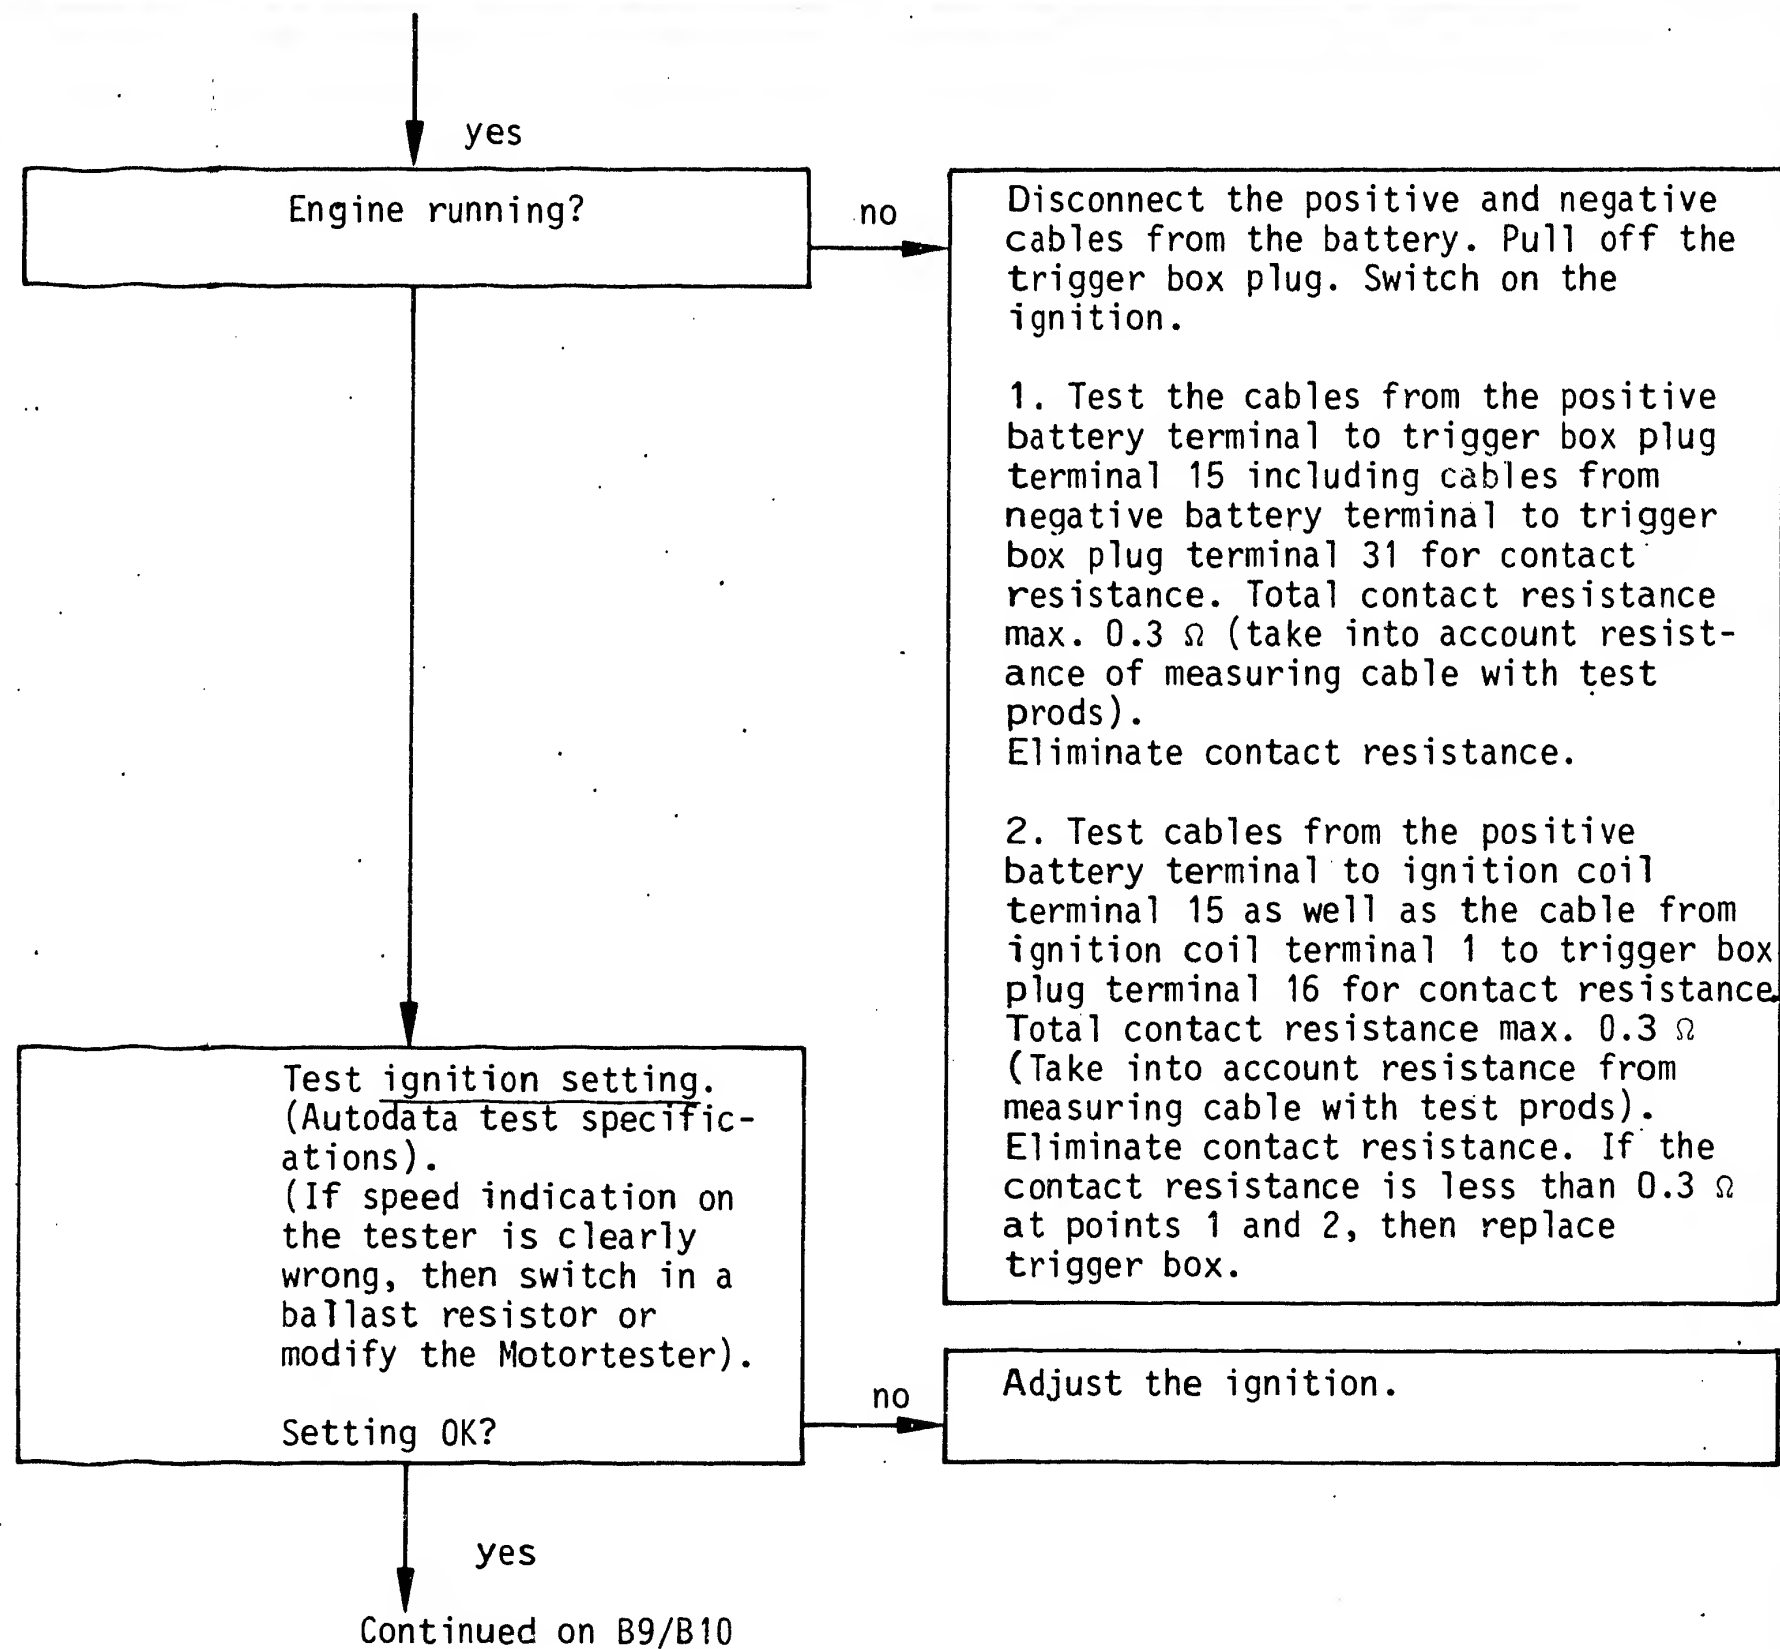 yes
Engine running?
no
Disconnect the positive and negative
cables from the battery. Pull off the
trigger box plug. Switch on the
ignition.
1. Test the cables from the positive
battery terminal to trigger box plug
terminal 15 including cables from
negative battery terminal to trigger
box plug terminal 31 for contact
resistance. Total contact resistance
max. 0.3 Ω (take into account resist-
ance of measuring cable with test
prods).
Eliminate contact resistance.
2. Test cables from the positive
battery terminal to ignition coil
terminal 15 as well as the cable from
ignition coil terminal 1 to trigger box
plug terminal 16 for contact resistance.
Total contact resistance max. 0.3 Ω
(Take into account resistance from
measuring cable with test prods).
Eliminate contact resistance. If the
contact resistance is less than 0.3 Ω
at points 1 and 2, then replace
trigger box.
Test ignition setting.
(Autodata test specific-
ations).
(If speed indication on
the tester is clearly
wrong, then switch in a
ballast resistor or
modify the Motortester).
Setting OK?
no
Adjust the ignition.
yes
Continued on B9/B10